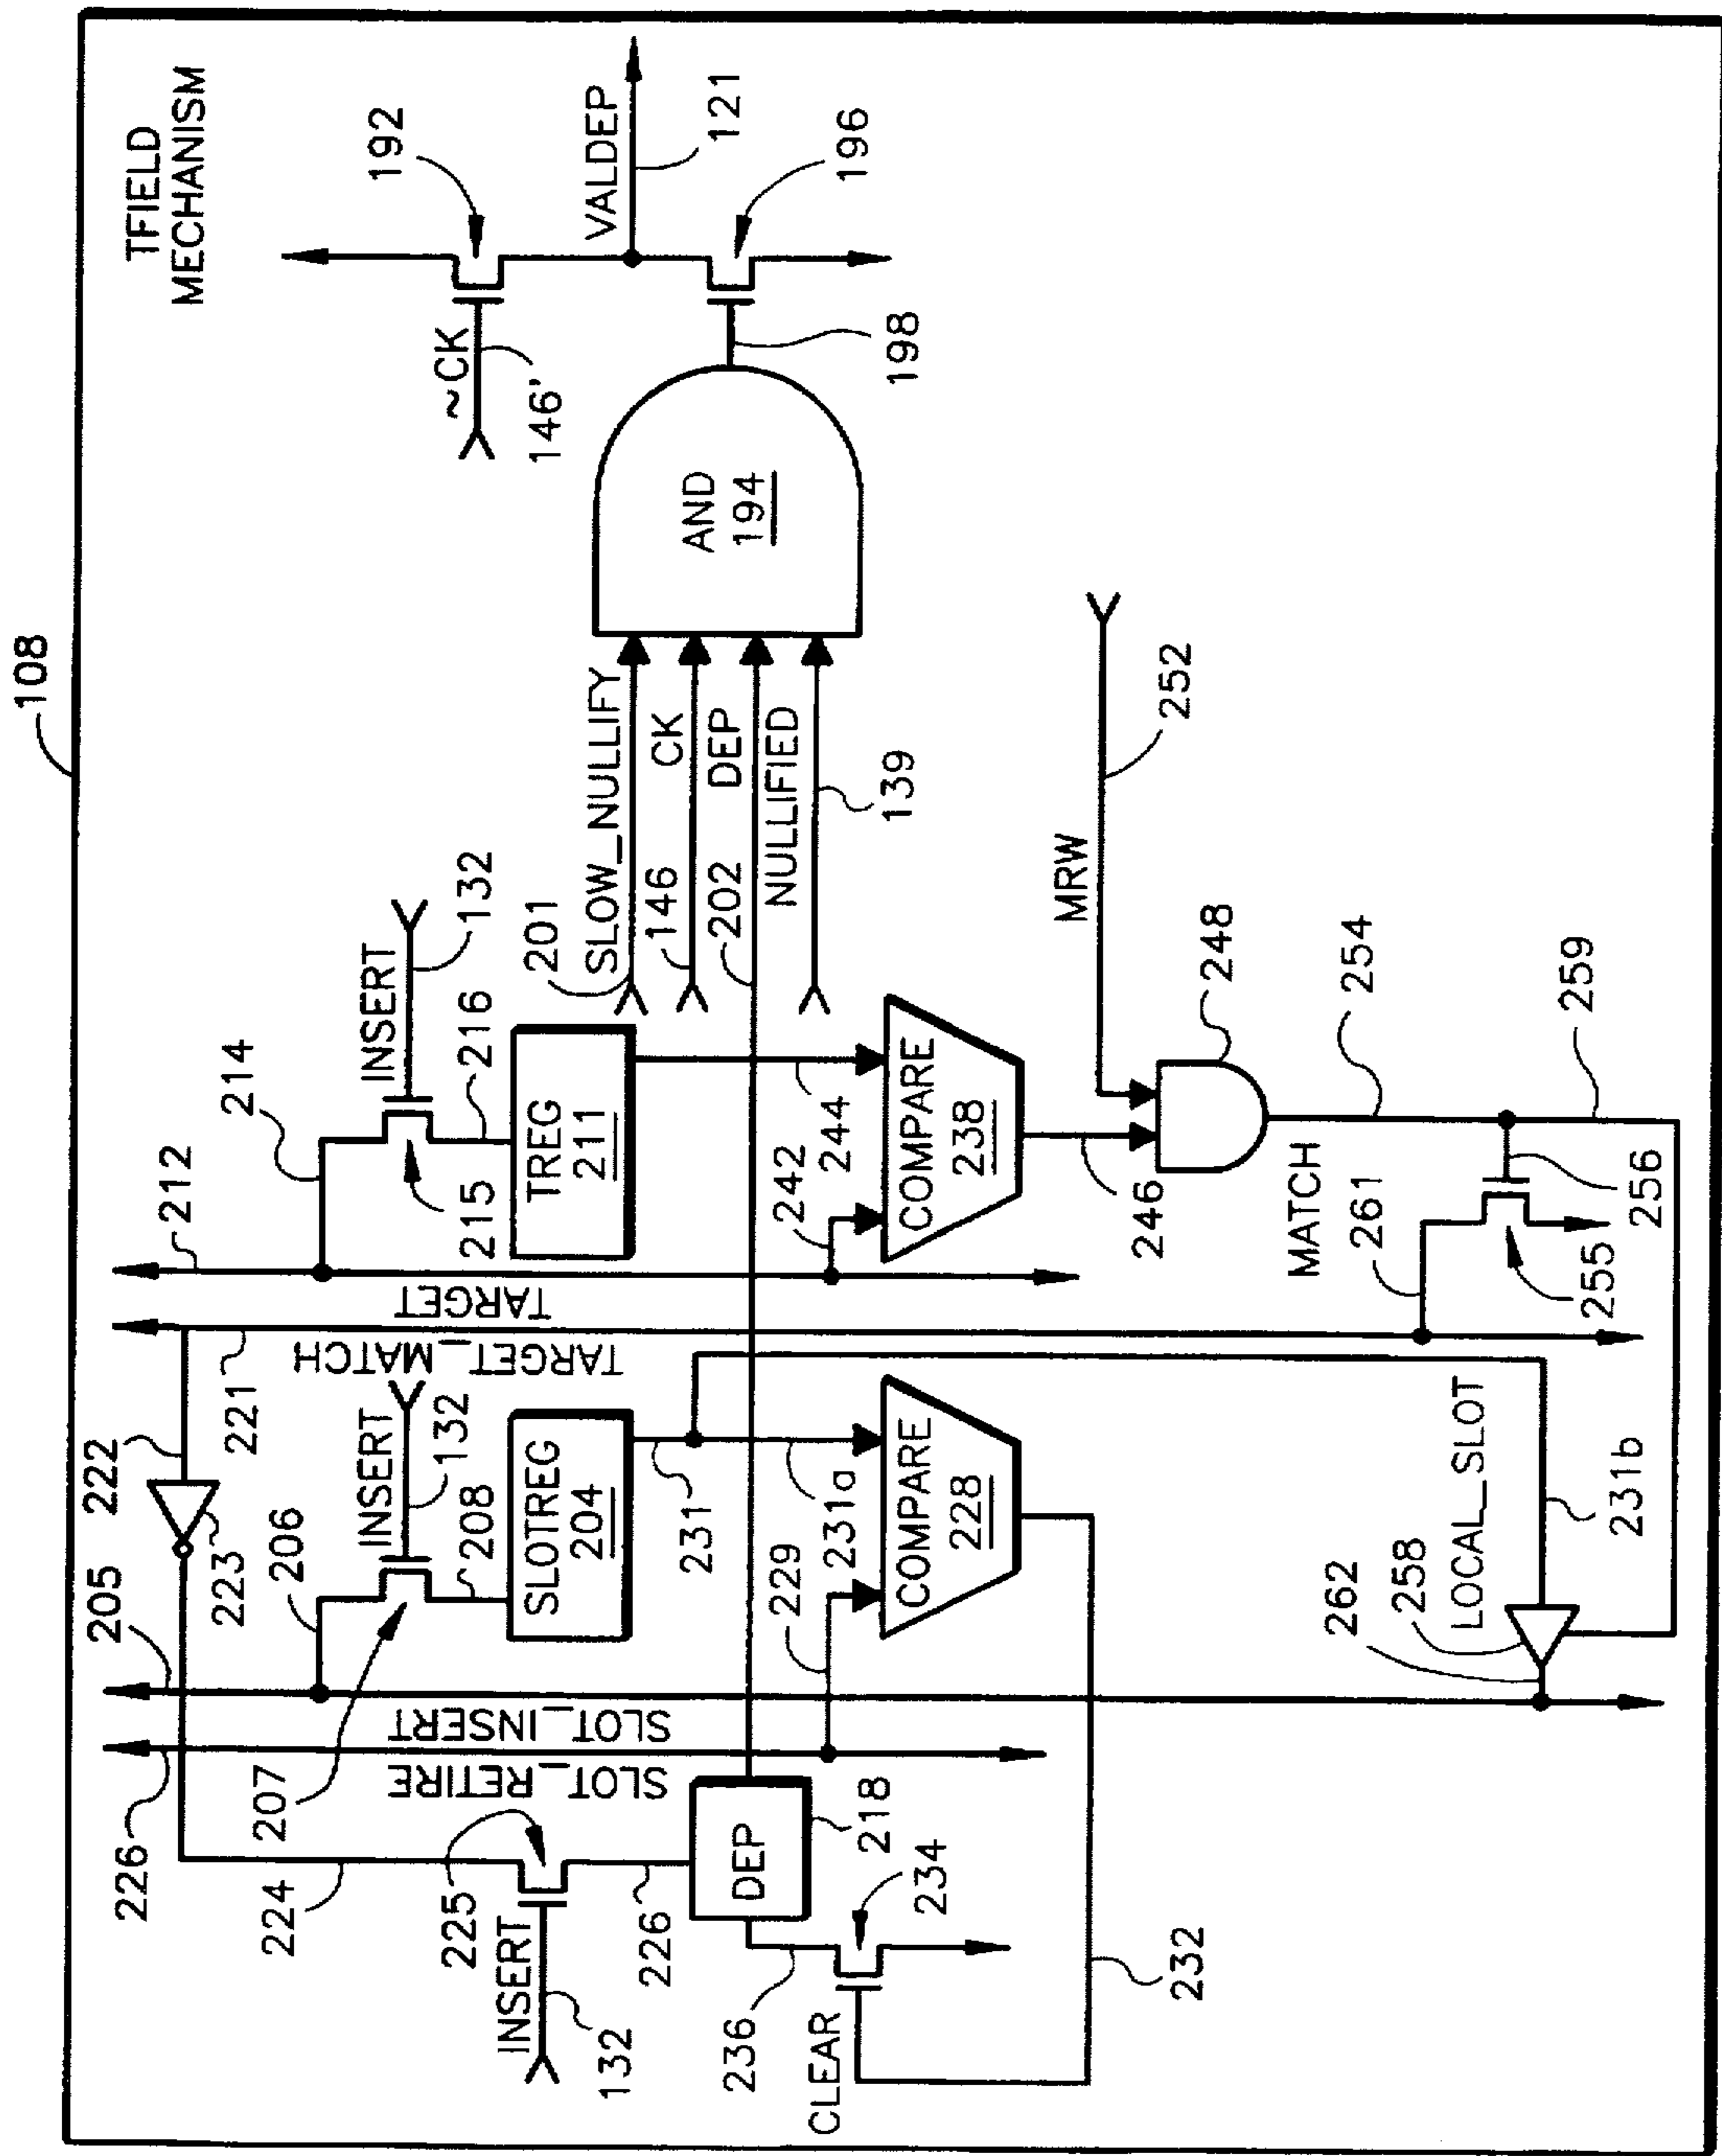 108
TFIELD
MECHANISM
192
~CK
146'
VALDEP
121
196
198
AND
194
SLOW_NULLIFY
201
CK
146
DEP
202
NULLIFIED
139
212
214
INSERT
132
215
216
TREG
211
TARGET
TARGET_MATCH
221
222
223
205
206
INSERT
132
207
208
SLOTREG
204
SLOT_INSERT
SLOT_RETIRE
226
224
225
INSERT
132
226
DEP
218
236
234
CLEAR
232
231
231a
229
COMPARE
228
242
244
COMPARE
238
246
MRW
252
248
254
259
256
MATCH
261
255
LOCAL_SLOT
231b
258
262